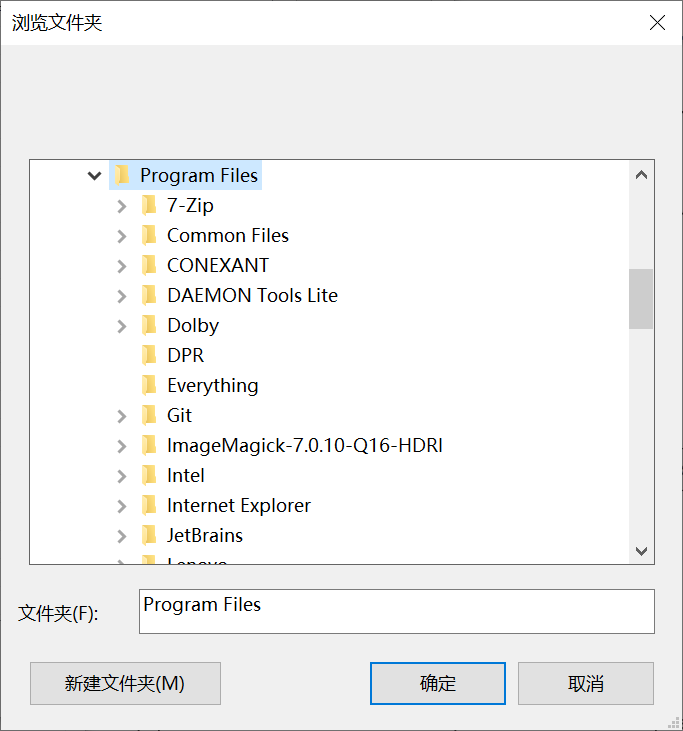 浏览文件夹
Program Files
7-Zip
Common Files
CONEXANT
DAEMON Tools Lite
Dolby
DPR
Everything
Git
ImageMagick-7.0.10-Q16-HDRI
Intel
Internet Explorer
JetBrains
Lenovo
文件夹(F):
Program Files
新建文件夹(M)
确定
取消